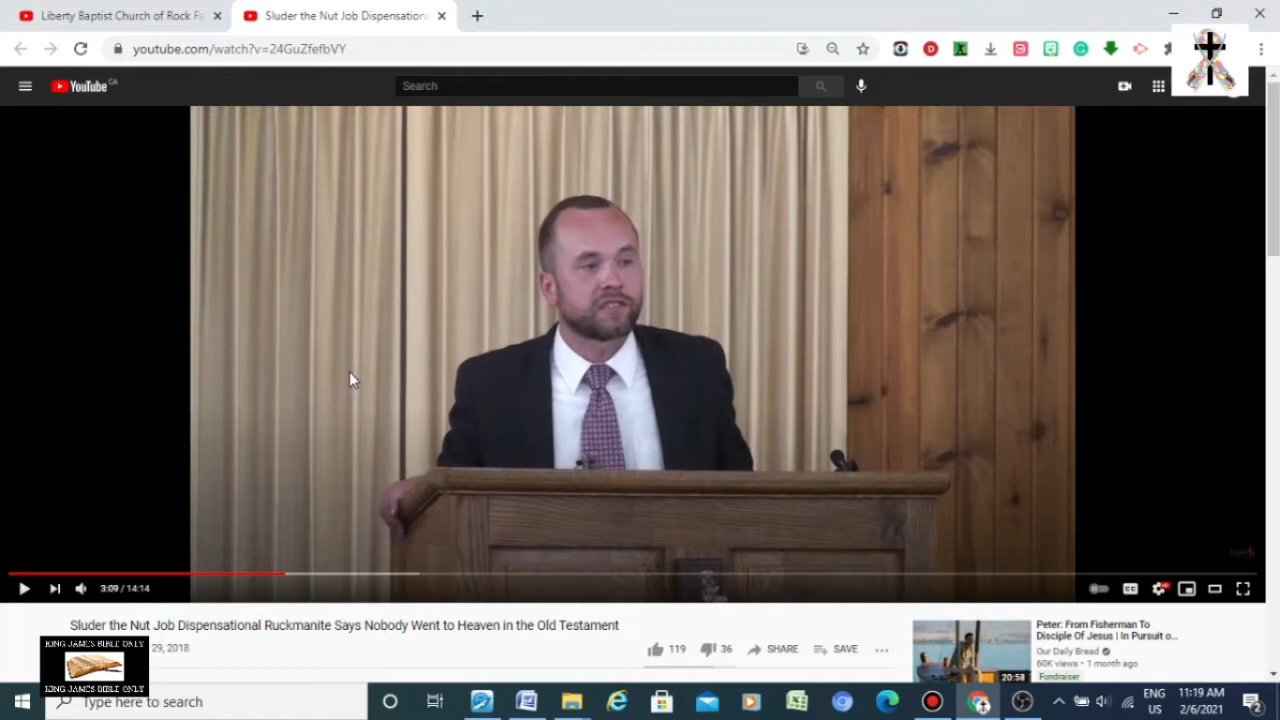 Liberty Baptist Church of Rock Fa
Sluder the Nut Job Dispensationa
youtube.com/watch?v=24GuZfefbVY
YouTube CA
Search
3:09 / 14:14
Sluder the Nut Job Dispensational Ruckmanite Says Nobody Went to Heaven in the Old Testament
29, 2018
119
36
SHARE
SAVE
KING JAMES BIBLE ONLY
KING JAMES BIBLE ONLY
Peter: From Fisherman To
Disciple Of Jesus | In Pursuit o...
Our Daily Bread
60K views • 1 month ago
Fundraiser
20:58
Type here to search
ENG
US
11:19 AM
2/6/2021
2